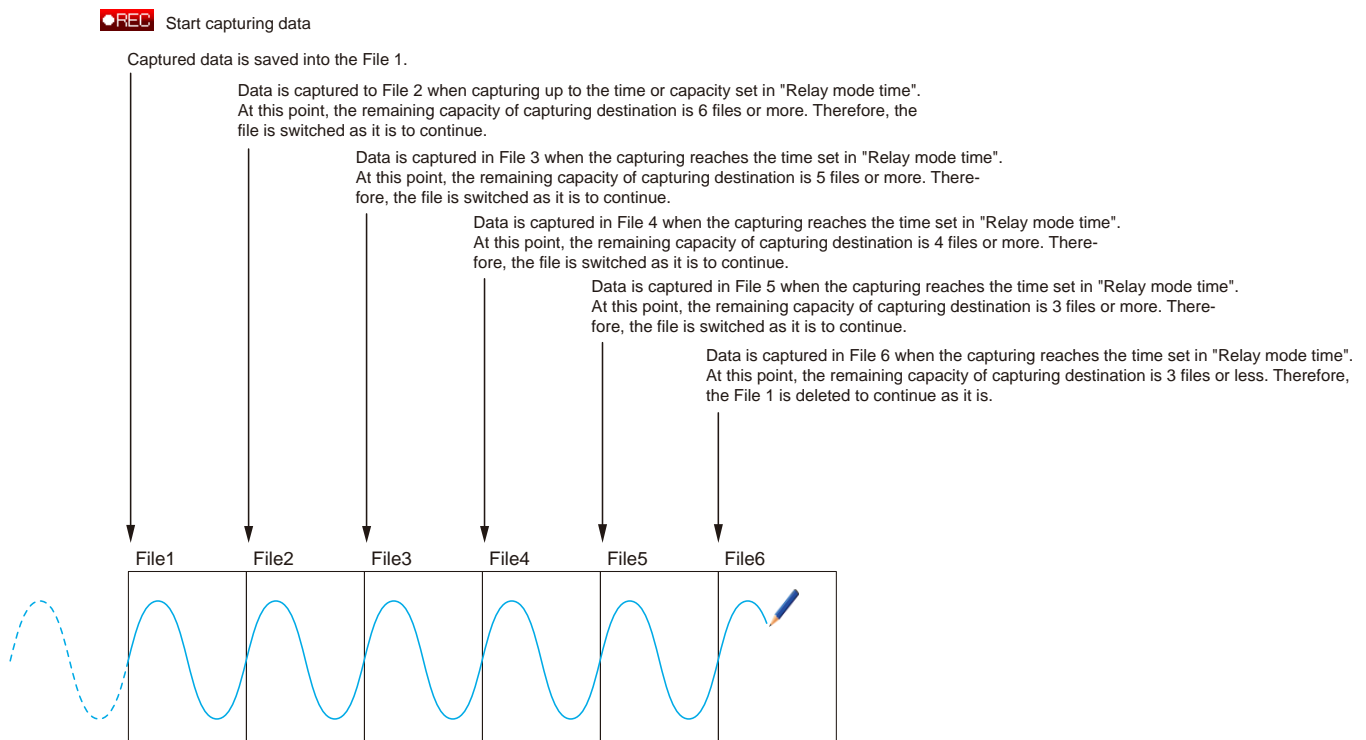 REC Start capturing data
Captured data is saved into the File 1.
Data is captured to File 2 when capturing up to the time or capacity set in "Relay mode time".
At this point, the remaining capacity of capturing destination is 6 files or more. Therefore, the
file is switched as it is to continue.
Data is captured in File 3 when the capturing reaches the time set in "Relay mode time".
At this point, the remaining capacity of capturing destination is 5 files or more. There-
fore, the file is switched as it is to continue.
Data is captured in File 4 when the capturing reaches the time set in "Relay mode time".
At this point, the remaining capacity of capturing destination is 4 files or more. There-
fore, the file is switched as it is to continue.
Data is captured in File 5 when the capturing reaches the time set in "Relay mode time".
At this point, the remaining capacity of capturing destination is 3 files or more. There-
fore, the file is switched as it is to continue.
Data is captured in File 6 when the capturing reaches the time set in "Relay mode time".
At this point, the remaining capacity of capturing destination is 3 files or less. Therefore,
the File 1 is deleted to continue as it is.
File1 File2 File3 File4 File5 File6